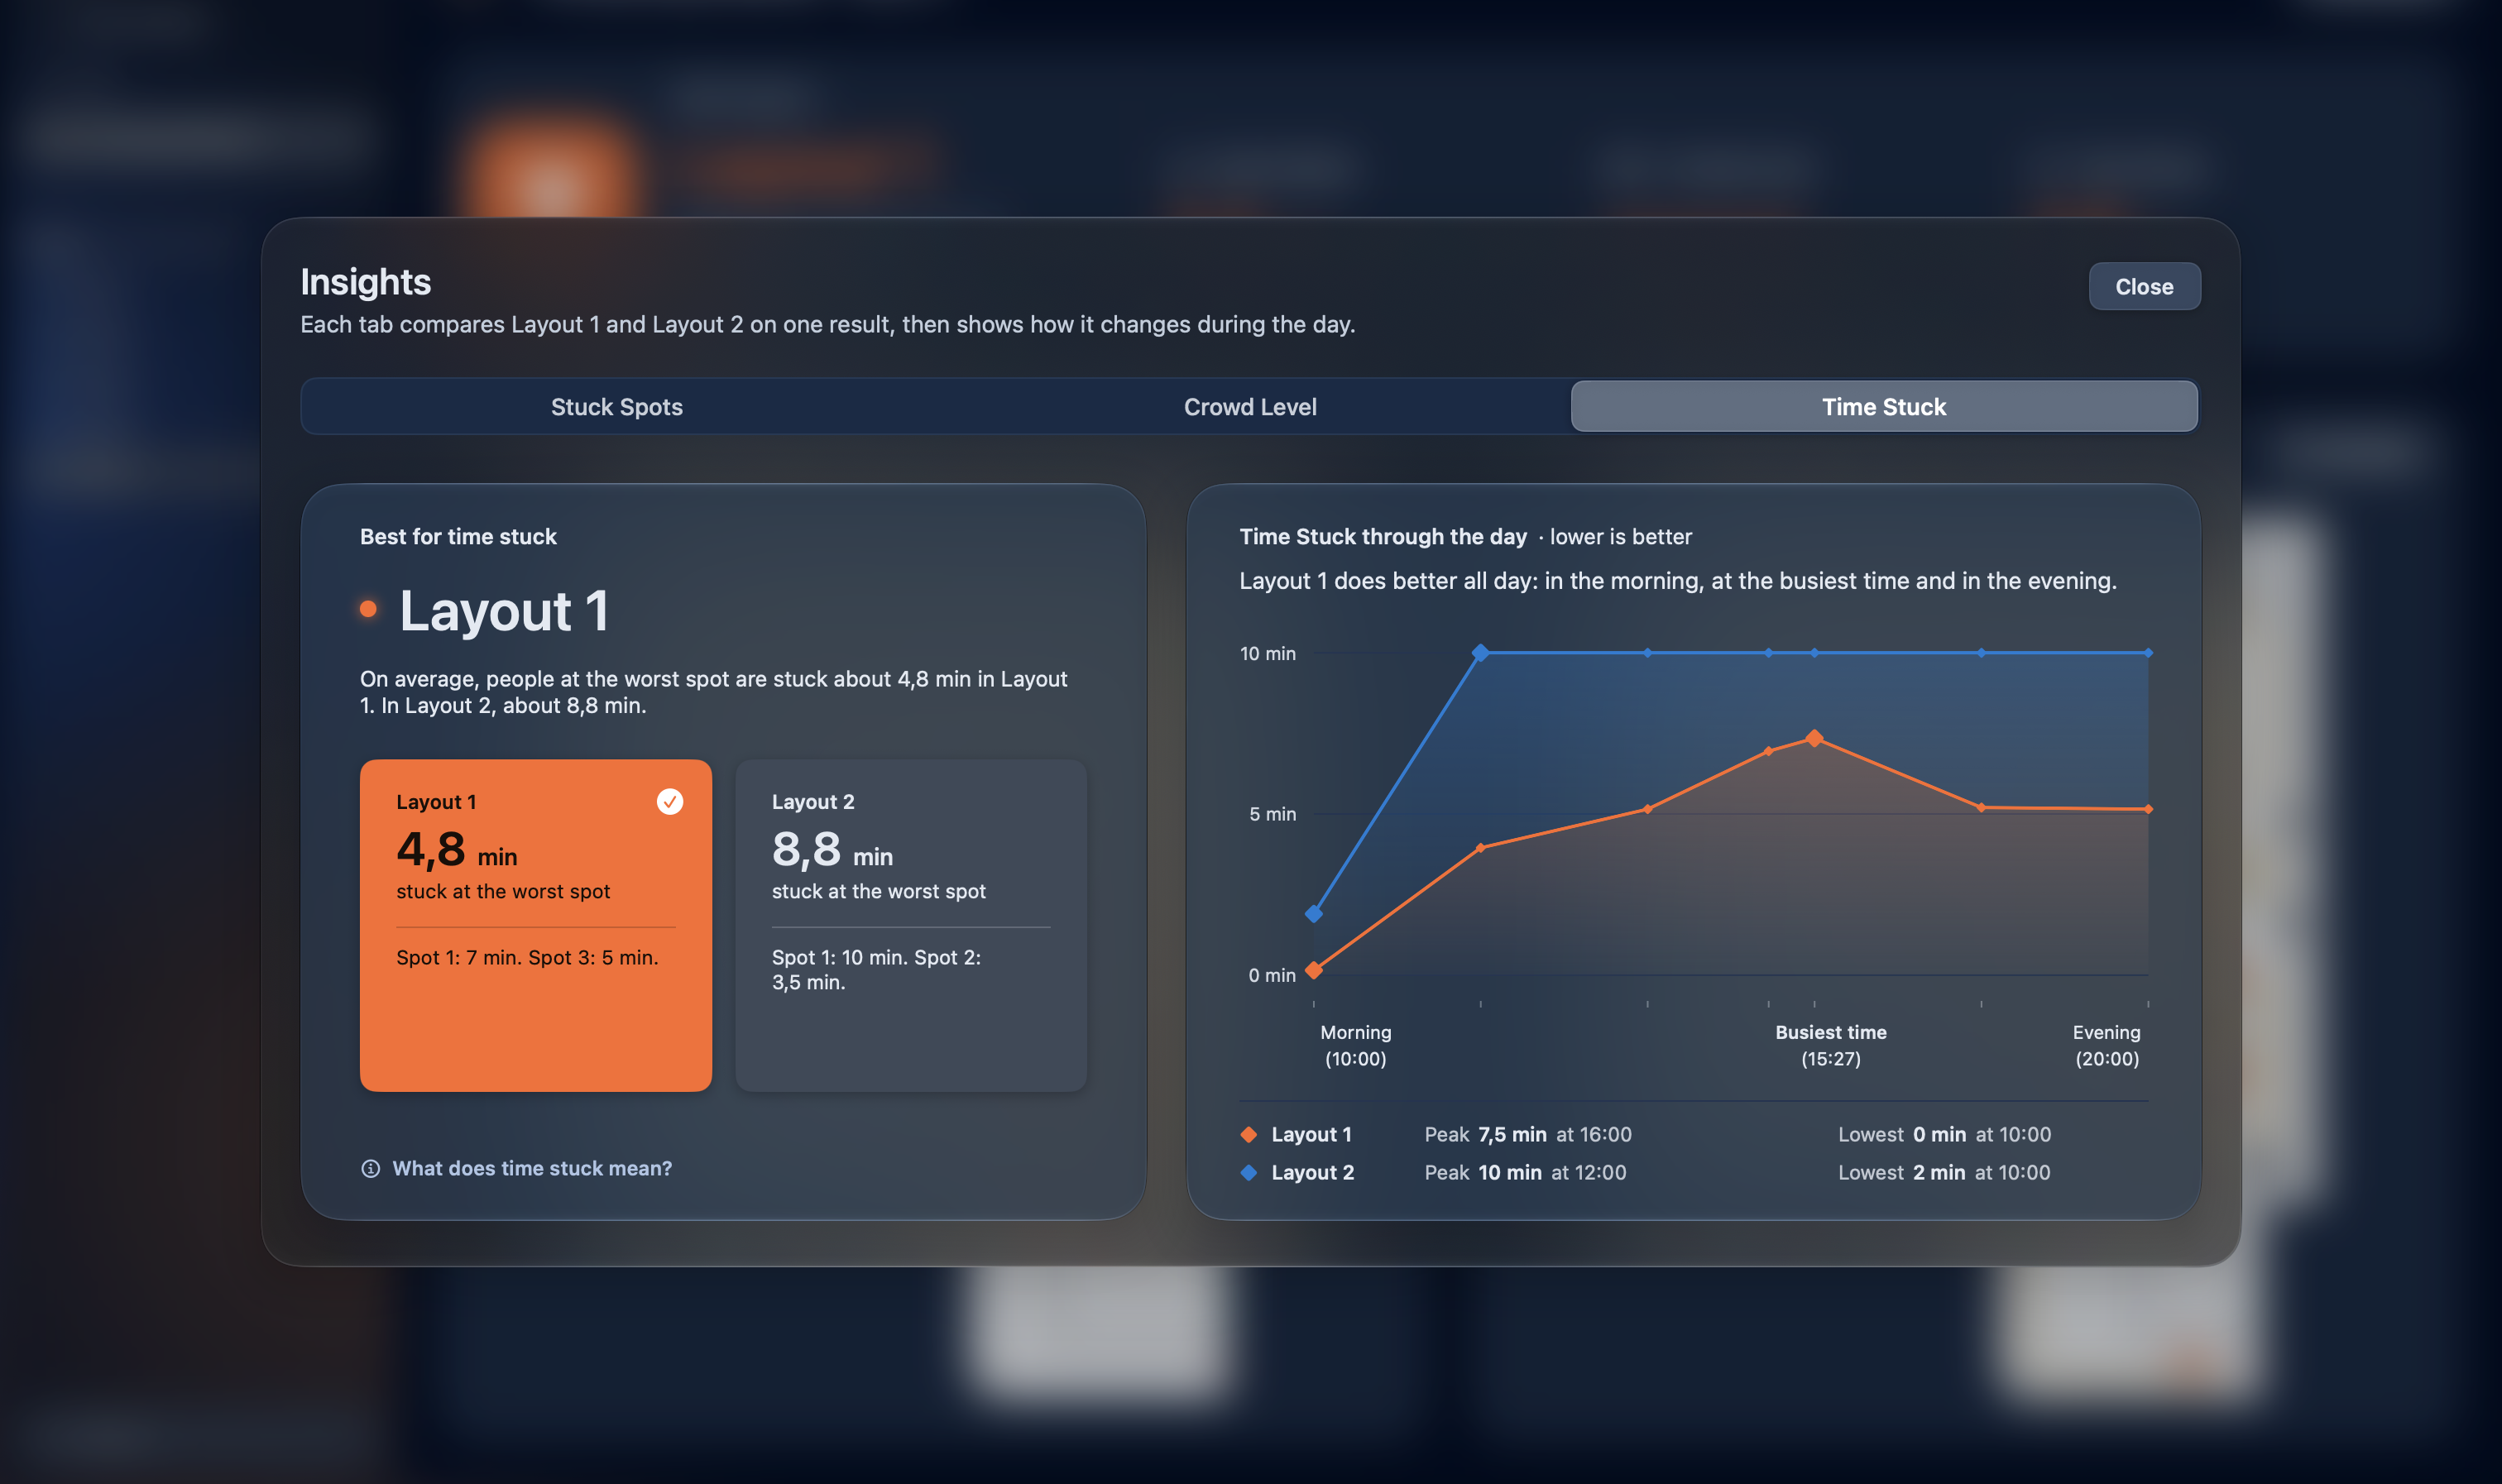 Insights
Close
Each tab compares Layout 1 and Layout 2 on one result, then shows how it changes during the day.
Stuck Spots
Crowd Level
Time Stuck
Best for time stuck
Layout 1
On average, people at the worst spot are stuck about 4,8 min in Layout
1. In Layout 2, about 8,8 min.
Layout 1
4,8 min
stuck at the worst spot
Spot 1: 7 min. Spot 3: 5 min.
Layout 2
8,8 min
stuck at the worst spot
Spot 1: 10 min. Spot 2:
3,5 min.
What does time stuck mean?
Time Stuck through the day · lower is better
Layout 1 does better all day: in the morning, at the busiest time and in the evening.
10 min
5 min
0 min
Morning
(10:00)
Busiest time
(15:27)
Evening
(20:00)
Layout 1 Peak 7,5 min at 16:00 Lowest 0 min at 10:00
Layout 2 Peak 10 min at 12:00 Lowest 2 min at 10:00